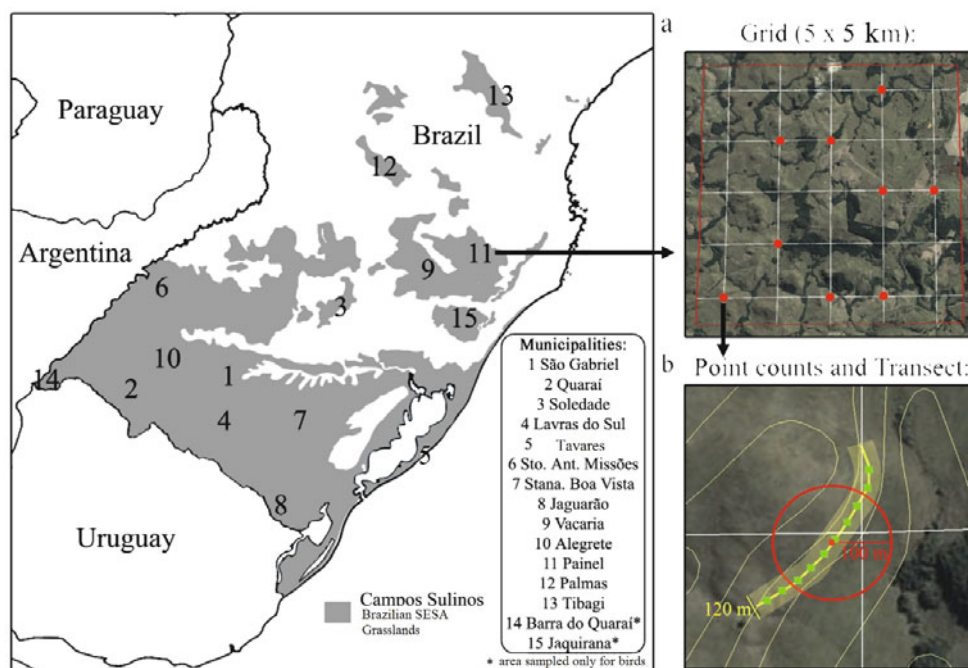 a
Grid (5 x 5 km):
Paraguay
13
Brazil
12
Argentina
11
9
6
3
15
10
14
2
1
4
7
5
8
Uruguay
Municipalities:
1 São Gabriel
2 Quaraí
3 Soledade
4 Lavras do Sul
5 Tavares
6 Sto. Ant. Missões
7 Stana. Boa Vista
8 Jaguarão
9 Vacaria
10 Alegrete
11 Painel
12 Palmas
13 Tibagi
14 Barra do Quaraí*
15 Jaquirana*
* area sampled only for birds
Campos Sulinos
Brazilian SESA
Grasslands
b
Point counts and Transect:
100 m
120 m